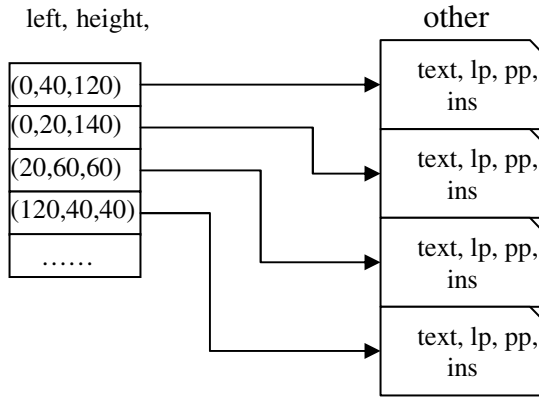 left, height,
other
(0,40,120)
(0,20,140)
(20,60,60)
(120,40,40)
......
text, lp, pp,
ins
text, lp, pp,
ins
text, lp, pp,
ins
text, lp, pp,
ins